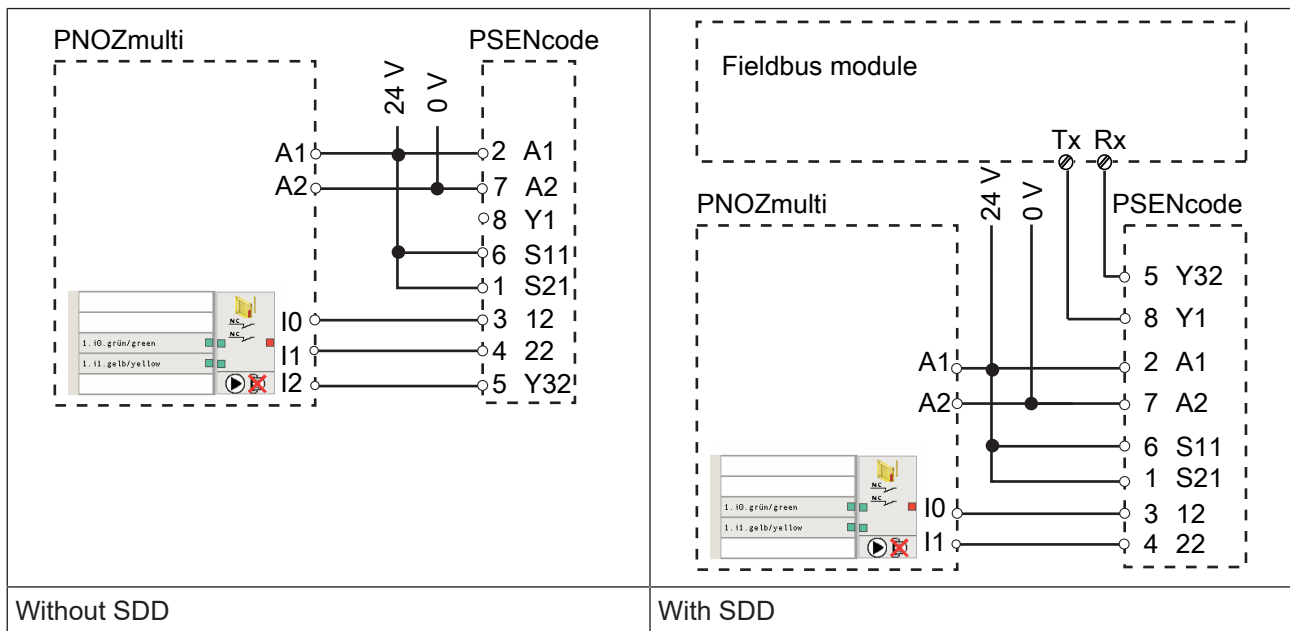 PNOZmulti
PSENcode
24 V
0 V
A1
2 A1
A2
7 A2
8 Y1
6 S11
1 S21
NC
NC
1.i0.grün/green
1.i1.gelb/yellow
I0
3 12
I1
4 22
I2
5 Y32
Without SDD
Fieldbus module
Tx Rx
PNOZmulti
24 V
0 V
PSENcode
5 Y32
8 Y1
A1
2 A1
A2
7 A2
6 S11
1 S21
NC
NC
1.i0.grün/green
1.i1.gelb/yellow
I0
3 12
I1
4 22
With SDD